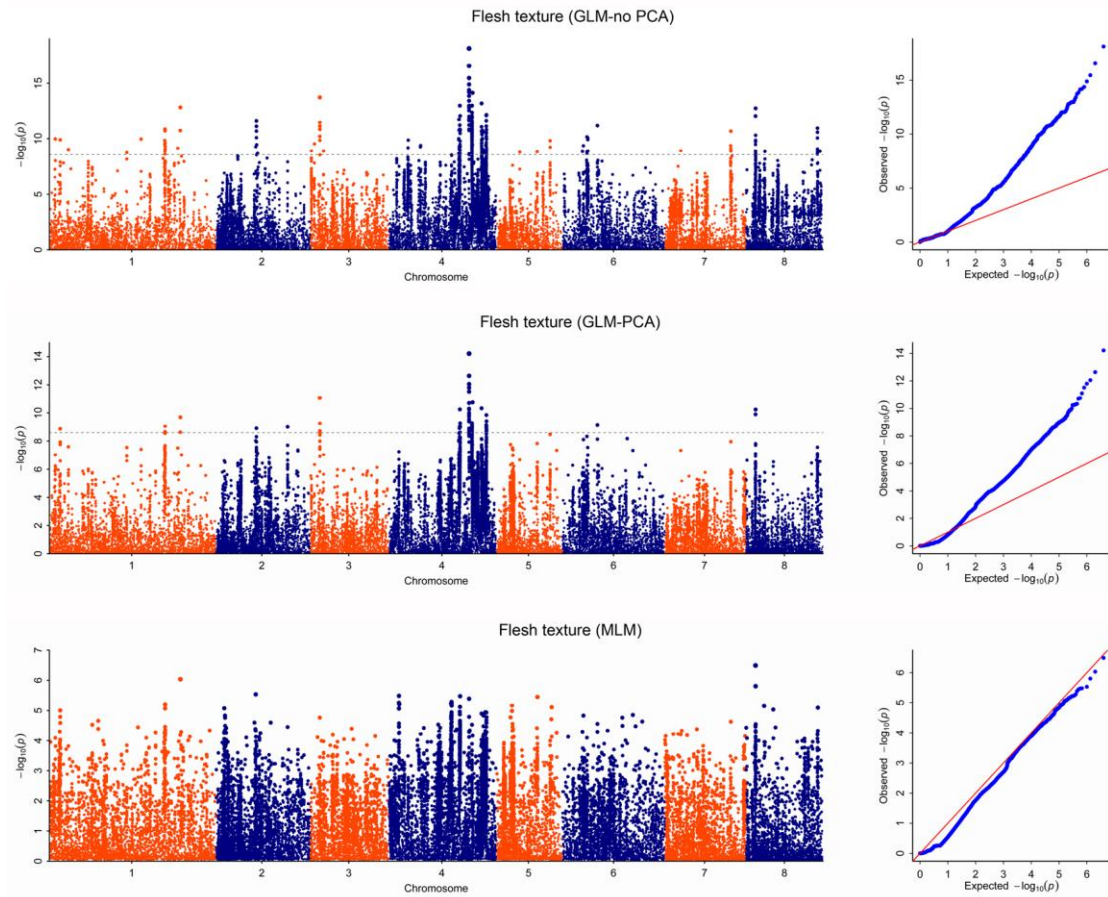 Flesh texture (GLM-no PCA)
−log₁₀(p)
0 5 10 15
1 2 3 4 5 6 7 8
Chromosome
Observed −log₁₀(p)
0 5 10 15
0 1 2 3 4 5 6
Expected −log₁₀(p)
Flesh texture (GLM-PCA)
−log₁₀(p)
0 2 4 6 8 10 12 14
1 2 3 4 5 6 7 8
Chromosome
Observed −log₁₀(p)
0 2 4 6 8 10 12 14
0 1 2 3 4 5 6
Expected −log₁₀(p)
Flesh texture (MLM)
−log₁₀(p)
0 1 2 3 4 5 6 7
1 2 3 4 5 6 7 8
Chromosome
Observed −log₁₀(p)
0 1 2 3 4 5 6
0 1 2 3 4 5 6
Expected −log₁₀(p)